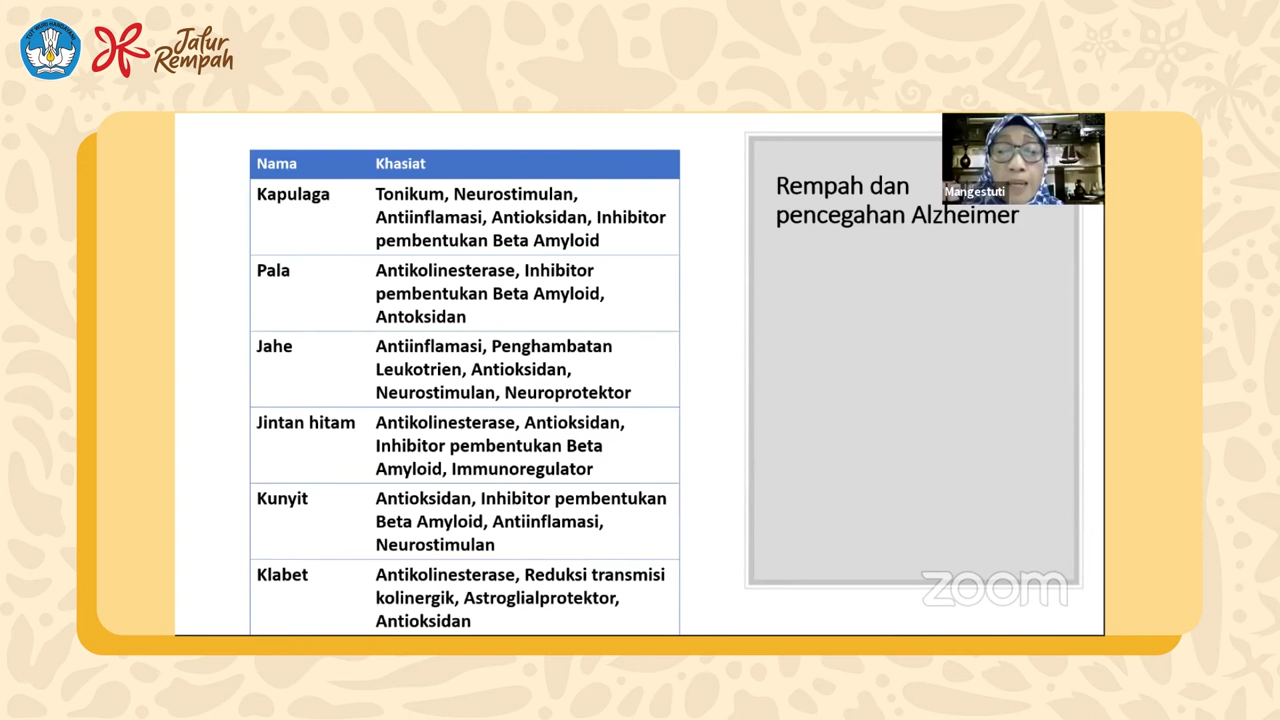 TUT WURI HANDAYANI
Jalur
Rempah
Nama Khasiat
Kapulaga Tonikum, Neurostimulan,
Antiinflamasi, Antioksidan, Inhibitor
pembentukan Beta Amyloid
Pala Antikolinesterase, Inhibitor
pembentukan Beta Amyloid,
Antoksidan
Jahe Antiinflamasi, Penghambatan
Leukotrien, Antioksidan,
Neurostimulan, Neuroprotektor
Jintan hitam Antikolinesterase, Antioksidan,
Inhibitor pembentukan Beta
Amyloid, Immunoregulator
Kunyit Antioksidan, Inhibitor pembentukan
Beta Amyloid, Antiinflamasi,
Neurostimulan
Klabet Antikolinesterase, Reduksi transmisi
kolinergik, Astroglialprotektor,
Antioksidan
Rempah dan
pencegahan Alzheimer
Mangestuti
zoom